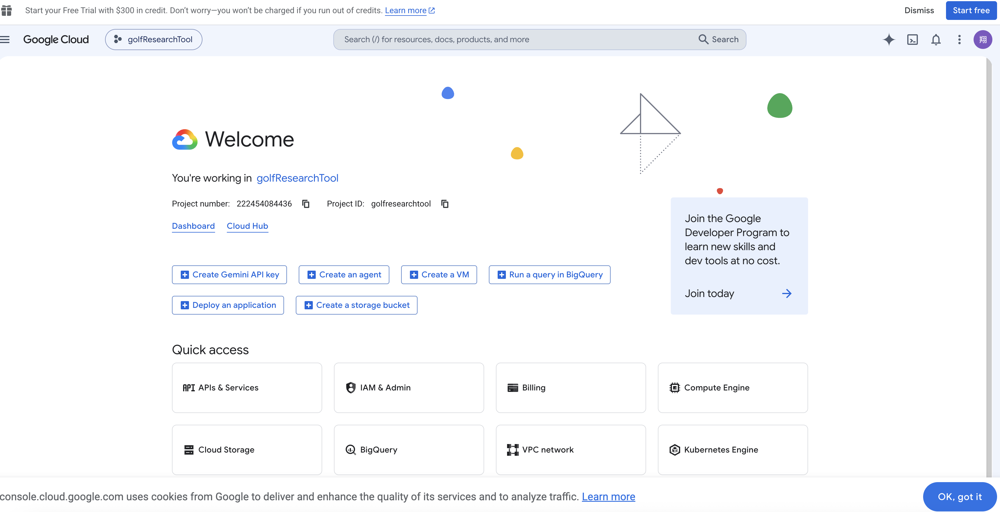 Start your Free Trial with $300 in credit. Don’t worry—you won’t be charged if you run out of credits. Learn more
Dismiss
Start free
Google Cloud
golfResearchTool
Search (/) for resources, docs, products, and more
Search
翔
Welcome
You're working in golfResearchTool
Project number: 222454084436 Project ID: golfresearchtool
Dashboard Cloud Hub
Join the Google
Developer Program to
learn new skills and
dev tools at no cost.
Join today
Create Gemini API key
Create an agent
Create a VM
Run a query in BigQuery
Deploy an application
Create a storage bucket
Quick access
API APIs & Services
IAM & Admin
Billing
Compute Engine
Cloud Storage
BigQuery
VPC network
Kubernetes Engine
console.cloud.google.com uses cookies from Google to deliver and enhance the quality of its services and to analyze traffic. Learn more
OK, got it